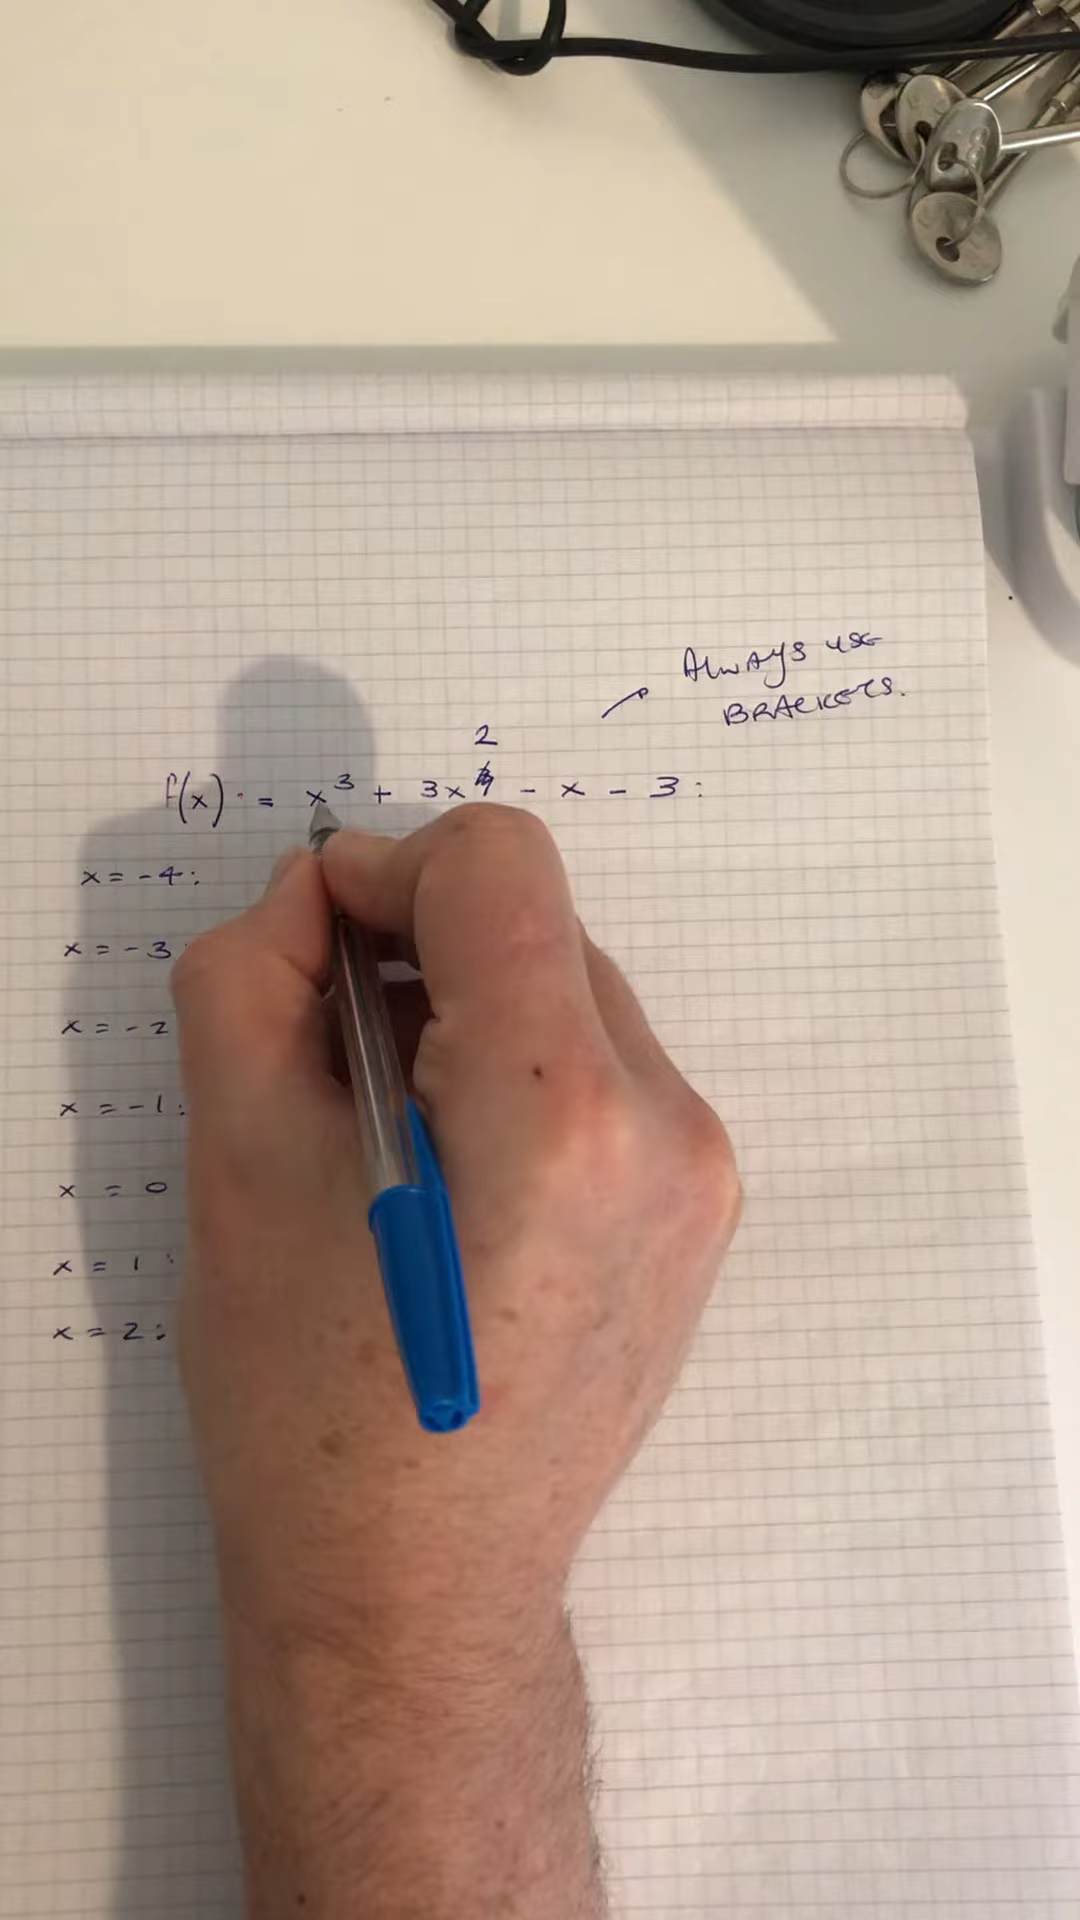 Always use
BRACKETS.
2
f(x) = x³ + 3x - x - 3:
x = -4:
x = -3:
x = -2
x = -1:
x = 0
x = 1:
x = 2: